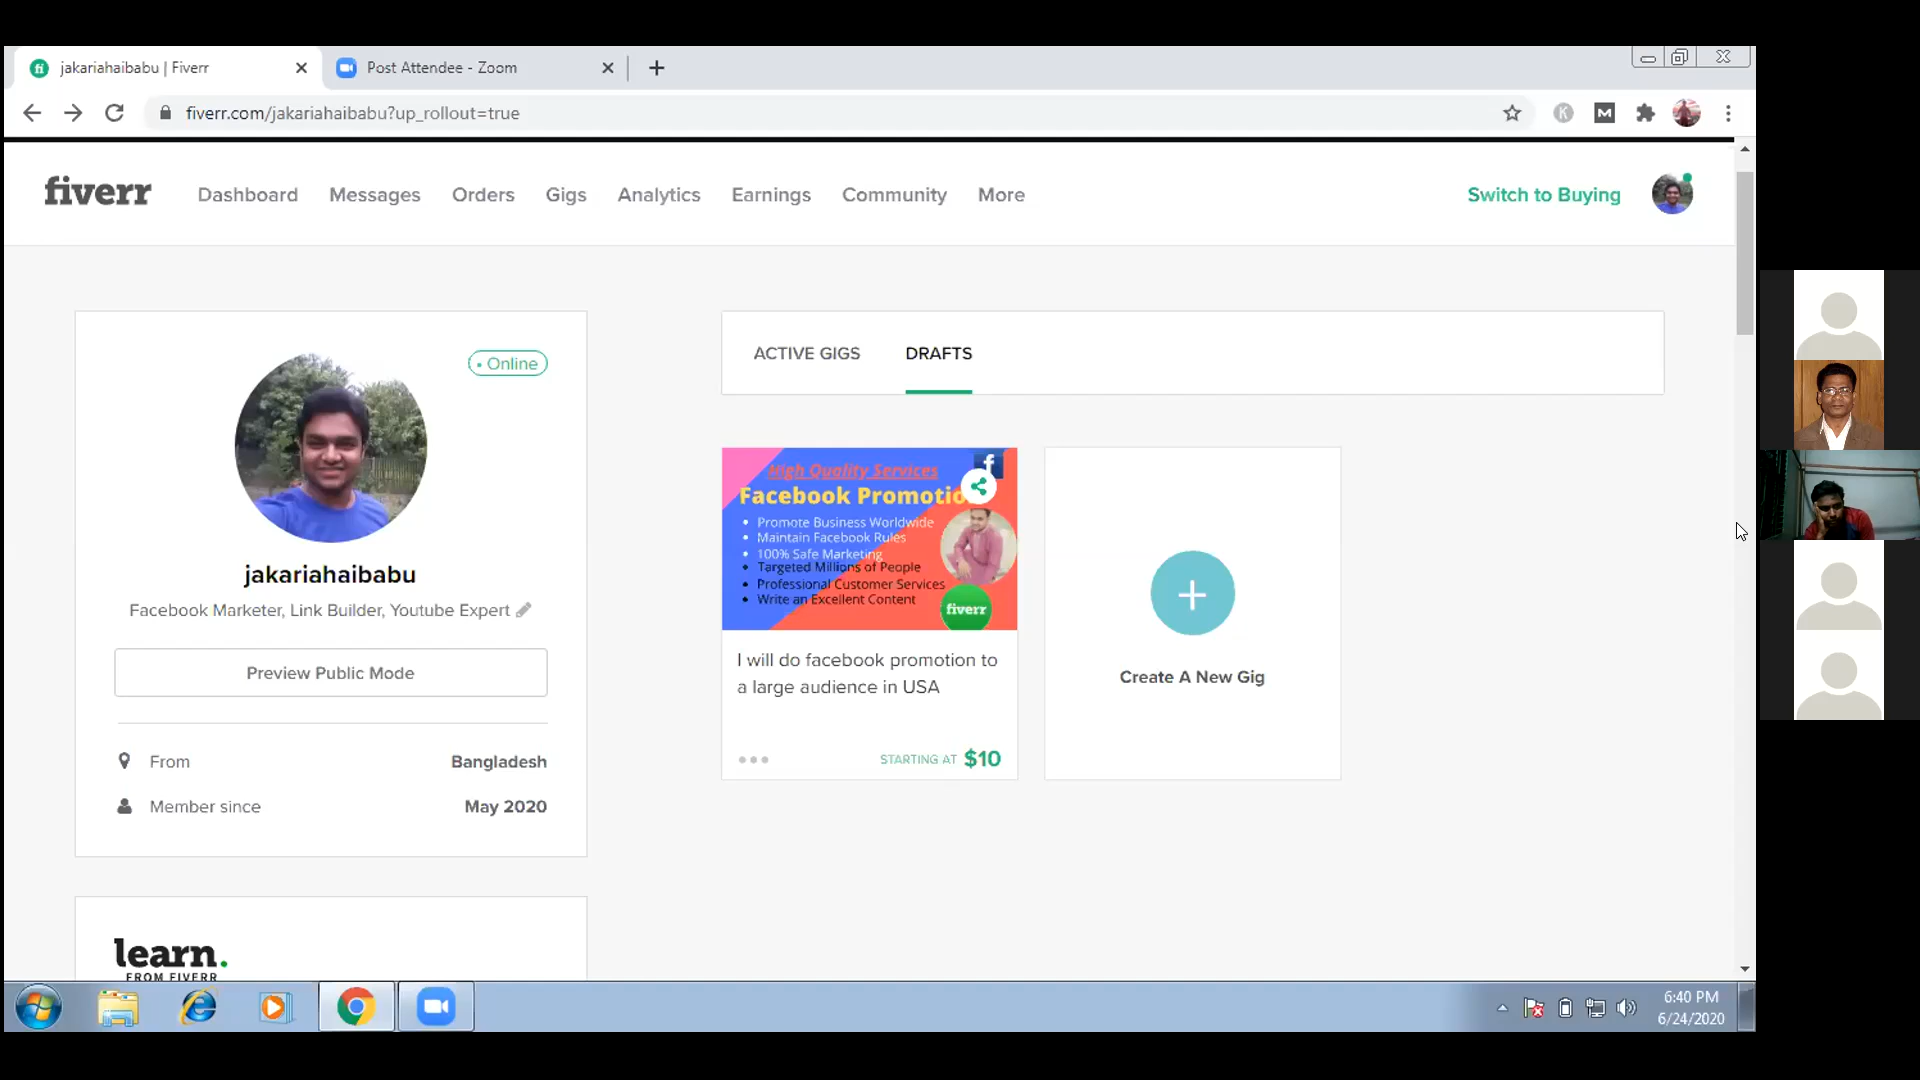 jakariahaibabu | Fiverr
Post Attendee - Zoom
fiverr.com/jakariahaibabu?up_rollout=true
fiverr
Dashboard
Messages
Orders
Gigs
Analytics
Earnings
Community
More
Switch to Buying
• Online
jakariahaibabu
Facebook Marketer, Link Builder, Youtube Expert
Preview Public Mode
From Bangladesh
Member since May 2020
learn.
FROM FIVERR
ACTIVE GIGS
DRAFTS
High Quality Services
Facebook Promotio
• Promote Business Worldwide
• Maintain Facebook Rules
• 100% Safe Marketing
• Targeted Millions of People
• Professional Customer Services
• Write an Excellent Content
fiverr
I will do facebook promotion to
a large audience in USA
STARTING AT $10
Create A New Gig
6:40 PM
6/24/2020